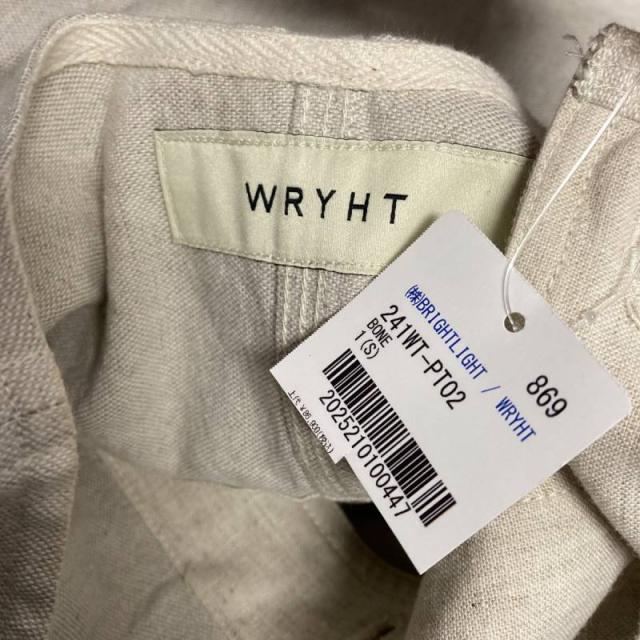 WRYHT
869
㈱BRIGHTLIGHT / WRYHT
241WT-PT02
BONE
1(S)
2025210100447